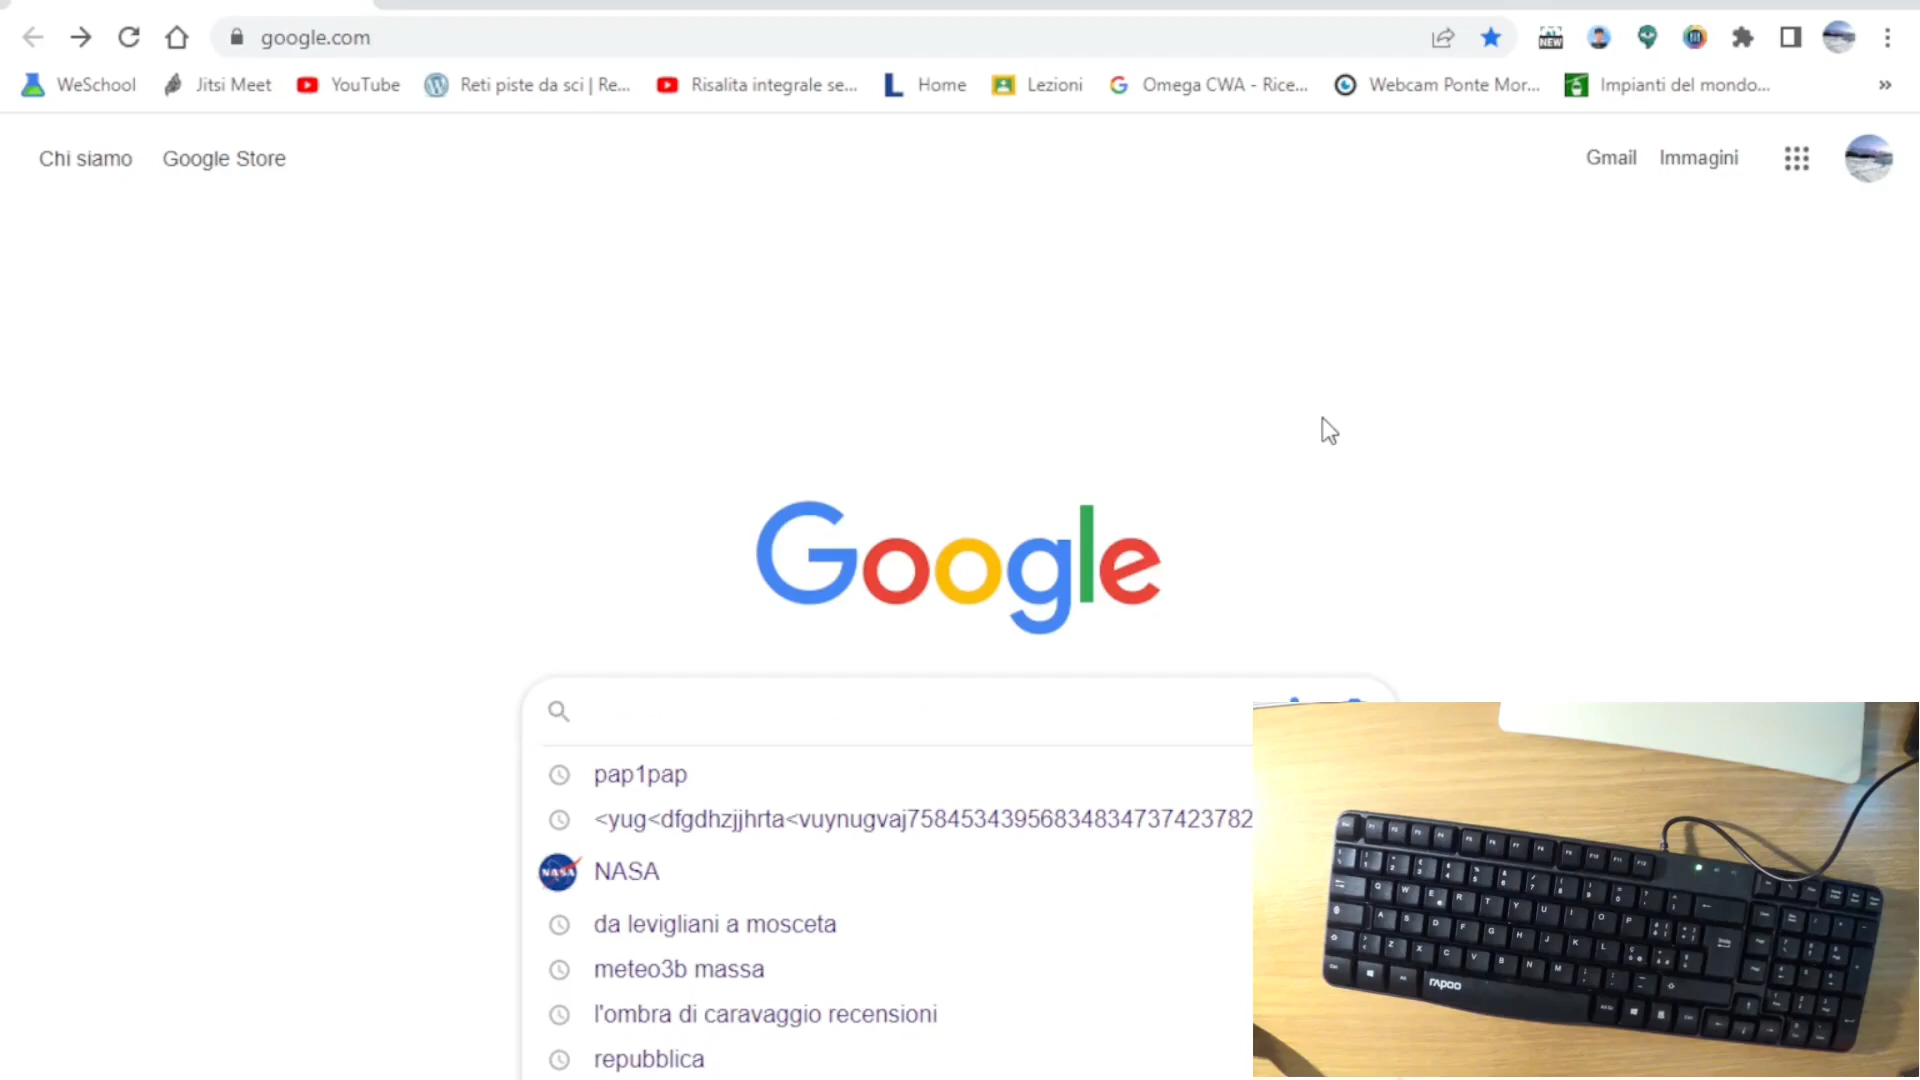 google.com
NEW
WeSchool Jitsi Meet YouTube Reti piste da sci | Re... Risalita integrale se... L Home Lezioni Omega CWA - Rice... Webcam Ponte Mor... Impianti del mondo... »
Chi siamo Google Store Gmail Immagini
Google
pap1pap
<yug<dfgdhzjjhrta<vuynugvaj75845343956834834737423782
NASA NASA
da levigliani a mosceta
meteo3b massa
l'ombra di caravaggio recensioni
repubblica
Q W E R T Y U I O P
A S D F G H J K L
Z X C V B N M
rapoo